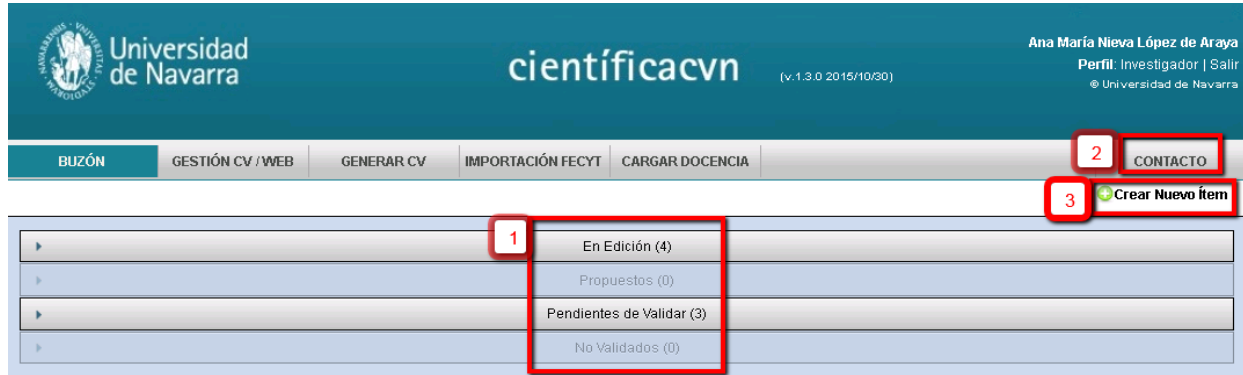 Universidad
de Navarra
científicacvn
(v.1.3.0 2015/10/30)
Ana María Nieva López de Araya
Perfil: Investigador | Salir
© Universidad de Navarra
BUZÓN GESTIÓN CV / WEB GENERAR CV IMPORTACIÓN FECYT CARGAR DOCENCIA 2 CONTACTO
3 Crear Nuevo Ítem
1 En Edición (4)
Propuestos (0)
Pendientes de Validar (3)
No Validados (0)